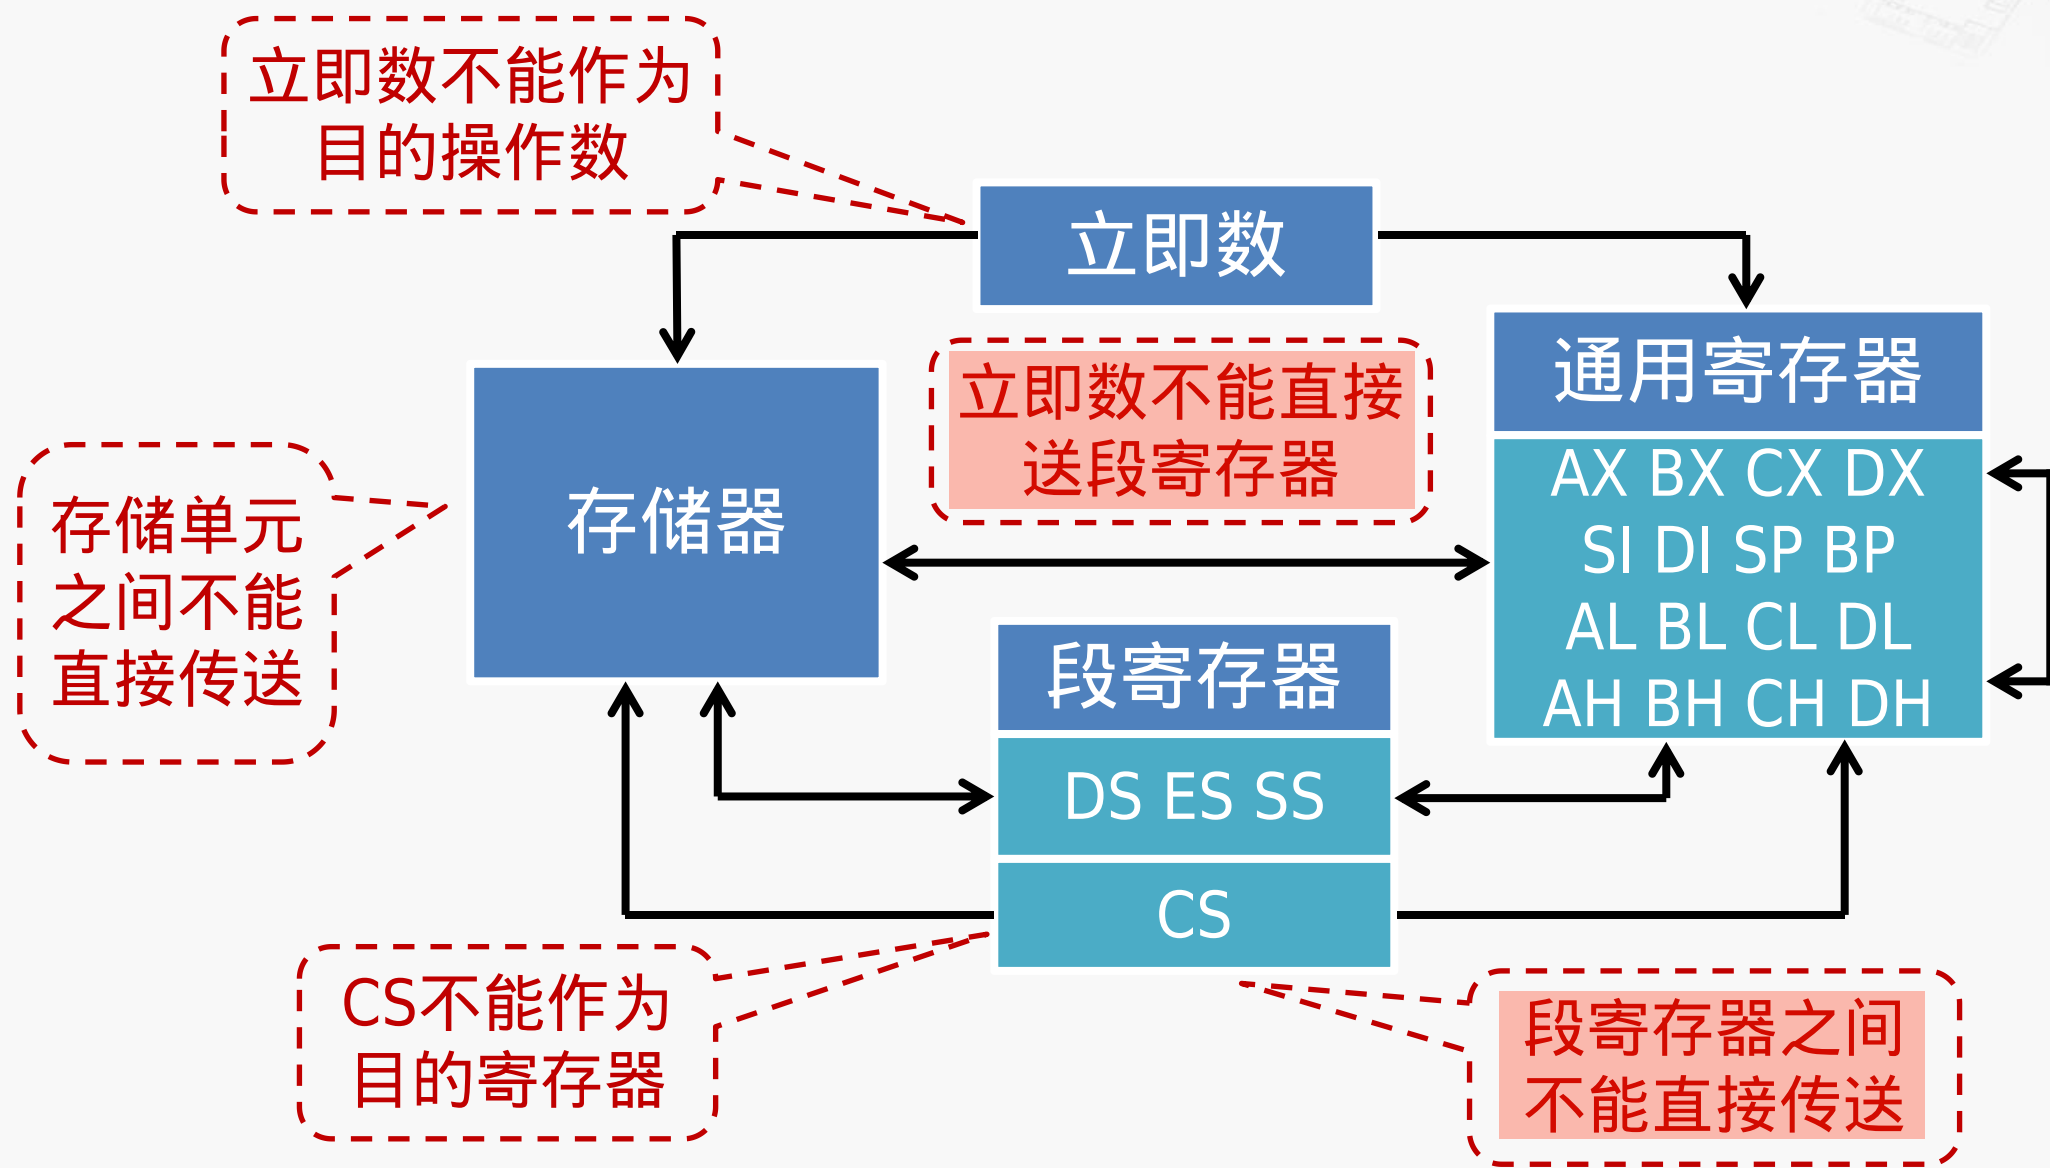 立即数不能作为
目的操作数
立即数
通用寄存器
立即数不能直接
送段寄存器
存储器
AX BX CX DX
SI DI SP BP
AL BL CL DL
AH BH CH DH
存储单元
之间不能
直接传送
段寄存器
DS ES SS
CS
CS不能作为
目的寄存器
段寄存器之间
不能直接传送